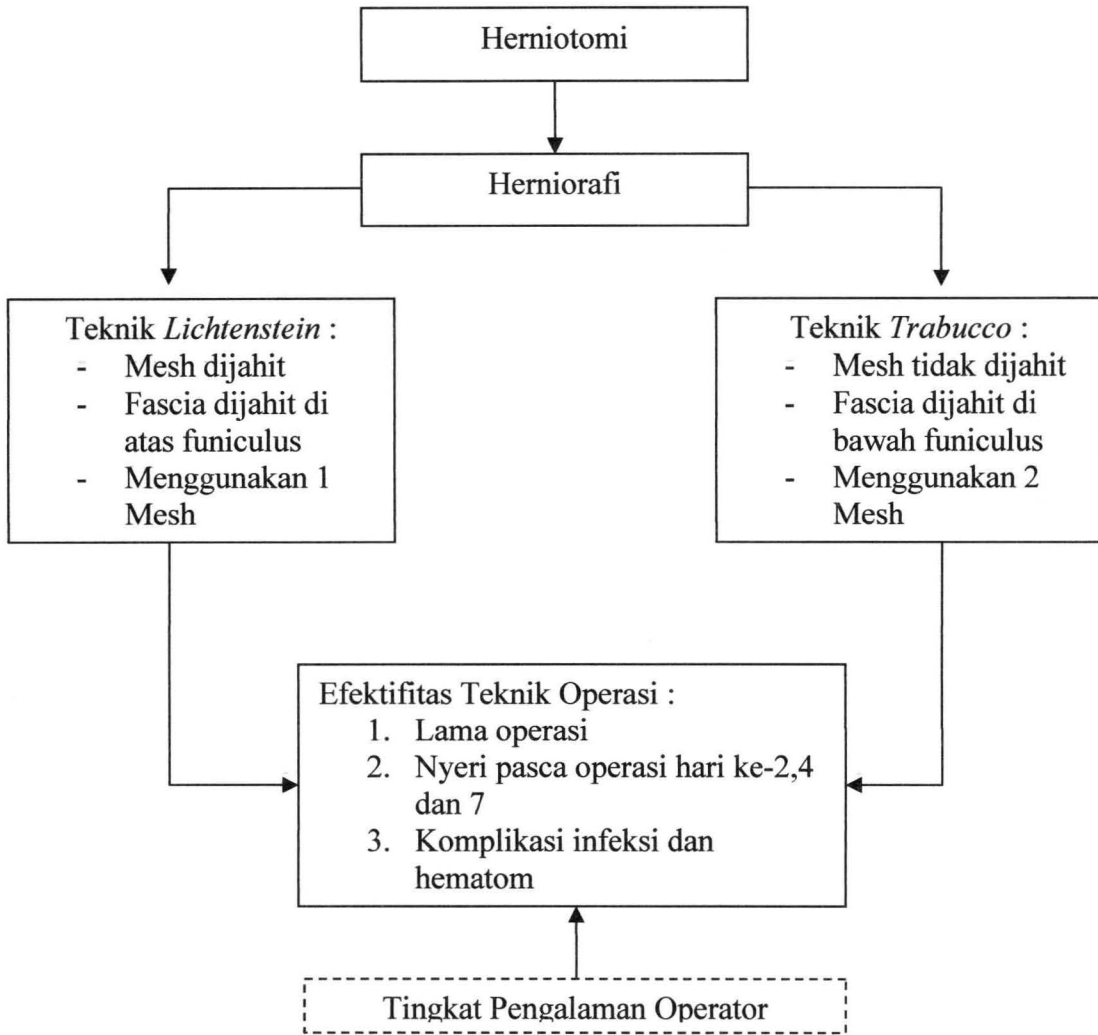 Herniotomi
Herniorafi
Teknik Lichtenstein :
- Mesh dijahit
- Fascia dijahit di
atas funiculus
- Menggunakan 1
Mesh
Teknik Trabucco :
- Mesh tidak dijahit
- Fascia dijahit di
bawah funiculus
- Menggunakan 2
Mesh
Efektifitas Teknik Operasi :
1. Lama operasi
2. Nyeri pasca operasi hari ke-2,4
dan 7
3. Komplikasi infeksi dan
hematom
Tingkat Pengalaman Operator